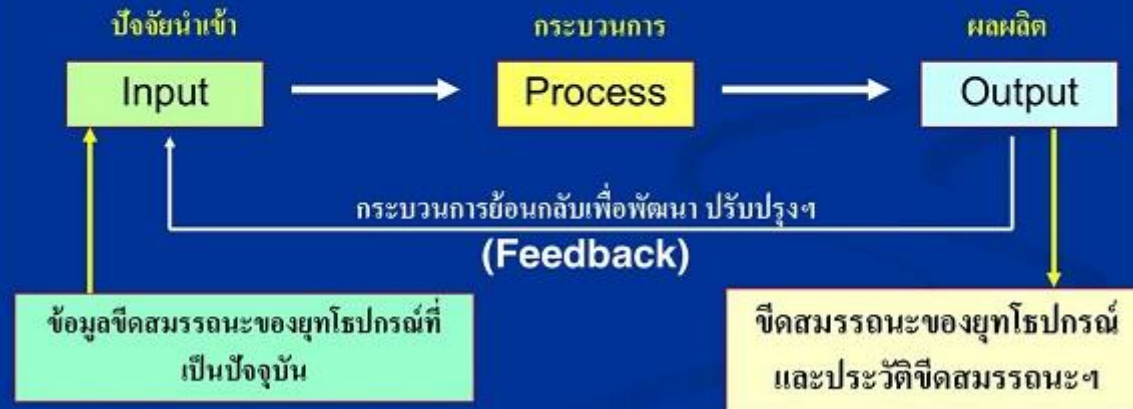 ปัจจัยนำเข้า
กระบวนการ
ผลผลิต
Input
Process
Output
กระบวนการย้อนกลับเพื่อพัฒนา ปรับปรุงฯ
(Feedback)
ข้อมูลขีดสมรรถนะของยุทโธปกรณ์ที่
เป็นปัจจุบัน
ขีดสมรรถนะของยุทโธปกรณ์
และประวัติขีดสมรรถนะฯ